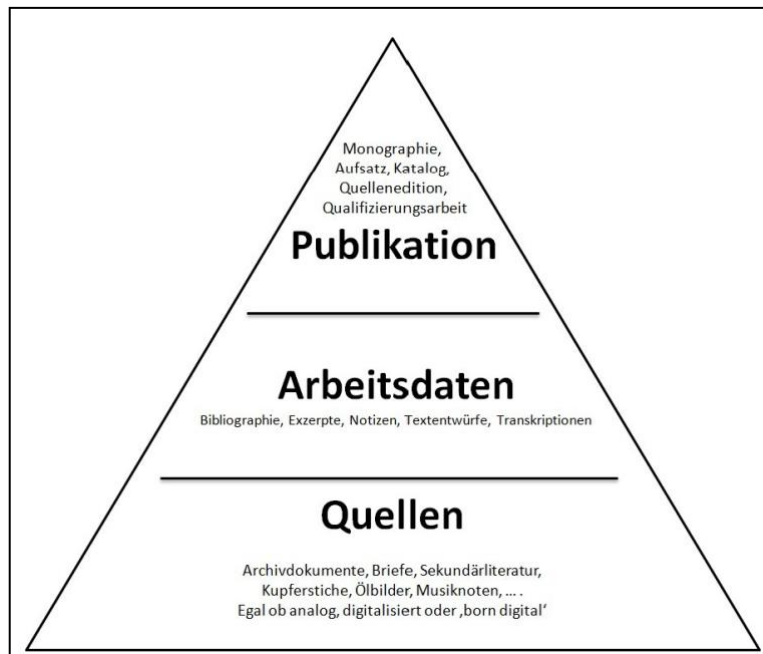 Monographie,
Aufsatz, Katalog,
Quellenedition,
Qualifizierungsarbeit
Publikation
Arbeitsdaten
Bibliographie, Exzerpte, Notizen, Textentwürfe, Transkriptionen
Quellen
Archivdokumente, Briefe, Sekundärliteratur,
Kupferstiche, Ölbilder, Musiknoten, ... .
Egal ob analog, digitalisiert oder ‚born digital‘